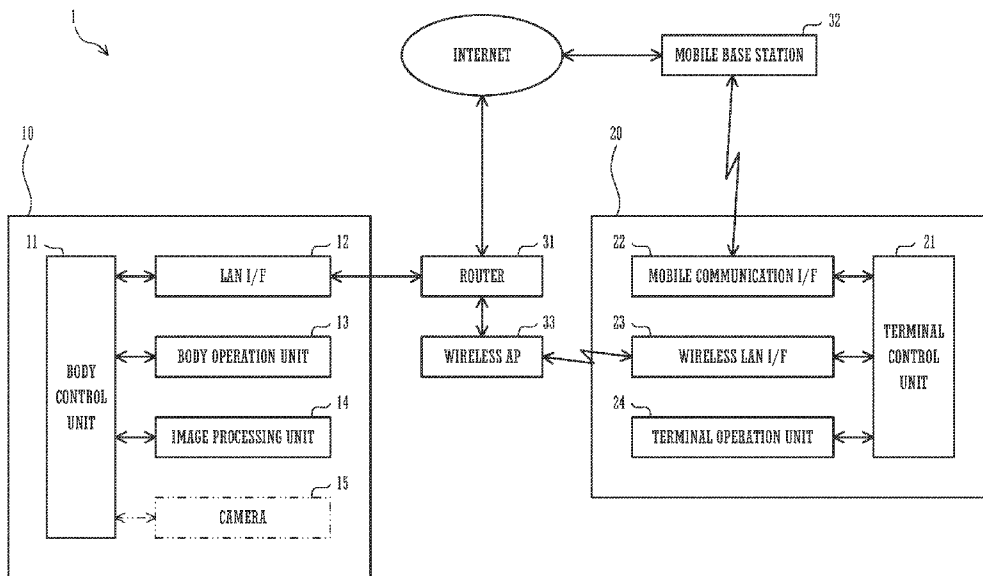 1
32
INTERNET
MOBILE BASE STATION
10
20
11
12
31
22
21
LAN I/F
ROUTER
MOBILE COMMUNICATION I/F
13
33
23
BODY OPERATION UNIT
WIRELESS AP
WIRELESS LAN I/F
BODY
CONTROL
UNIT
TERMINAL
CONTROL
UNIT
14
24
IMAGE PROCESSING UNIT
TERMINAL OPERATION UNIT
15
CAMERA